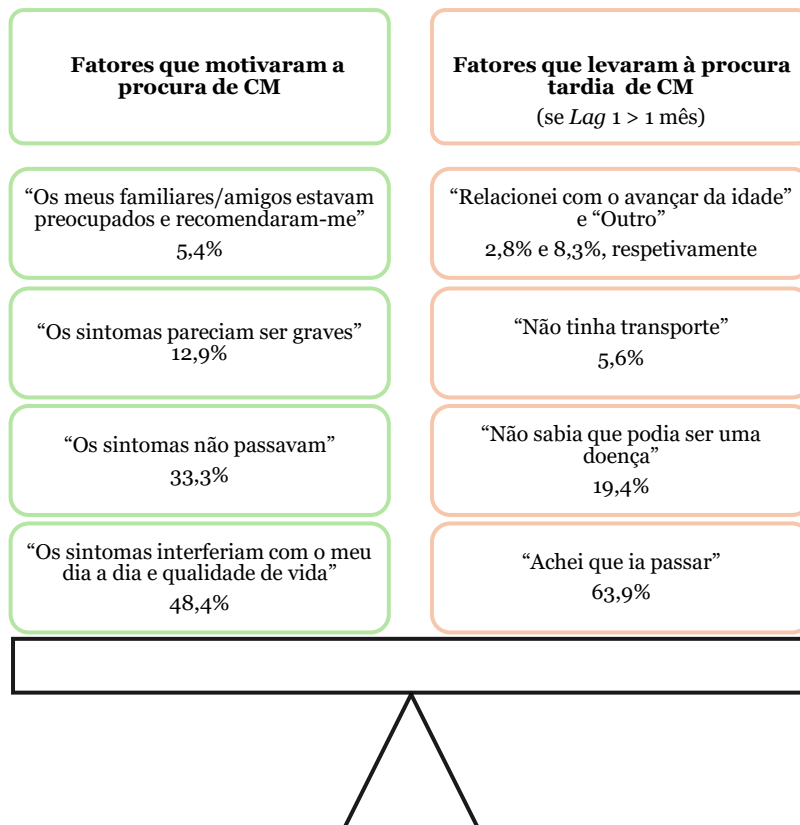 Fatores que motivaram a
procura de CM
“Os meus familiares/amigos estavam
preocupados e recomendaram-me”
5,4%
“Os sintomas pareciam ser graves”
12,9%
“Os sintomas não passavam”
33,3%
“Os sintomas interferiam com o meu
dia a dia e qualidade de vida”
48,4%
Fatores que levaram à procura
tardia de CM
(se Lag 1 > 1 mês)
“Relacionei com o avançar da idade”
e “Outro”
2,8% e 8,3%, respetivamente
“Não tinha transporte”
5,6%
“Não sabia que podia ser uma
doença”
19,4%
“Achei que ia passar”
63,9%